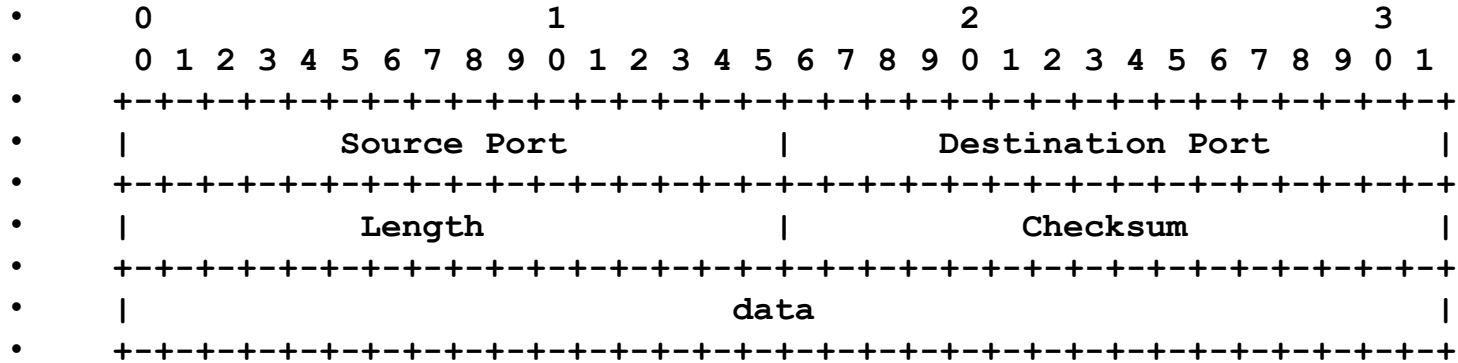 •      0                   1                   2                   3
•      0 1 2 3 4 5 6 7 8 9 0 1 2 3 4 5 6 7 8 9 0 1 2 3 4 5 6 7 8 9 0 1
•     +-+-+-+-+-+-+-+-+-+-+-+-+-+-+-+-+-+-+-+-+-+-+-+-+-+-+-+-+-+-+-+-+
•     |          Source Port          |       Destination Port        |
•     +-+-+-+-+-+-+-+-+-+-+-+-+-+-+-+-+-+-+-+-+-+-+-+-+-+-+-+-+-+-+-+-+
•     |           Length              |           Checksum            |
•     +-+-+-+-+-+-+-+-+-+-+-+-+-+-+-+-+-+-+-+-+-+-+-+-+-+-+-+-+-+-+-+-+
•     |                             data                              |
•     +-+-+-+-+-+-+-+-+-+-+-+-+-+-+-+-+-+-+-+-+-+-+-+-+-+-+-+-+-+-+-+-+